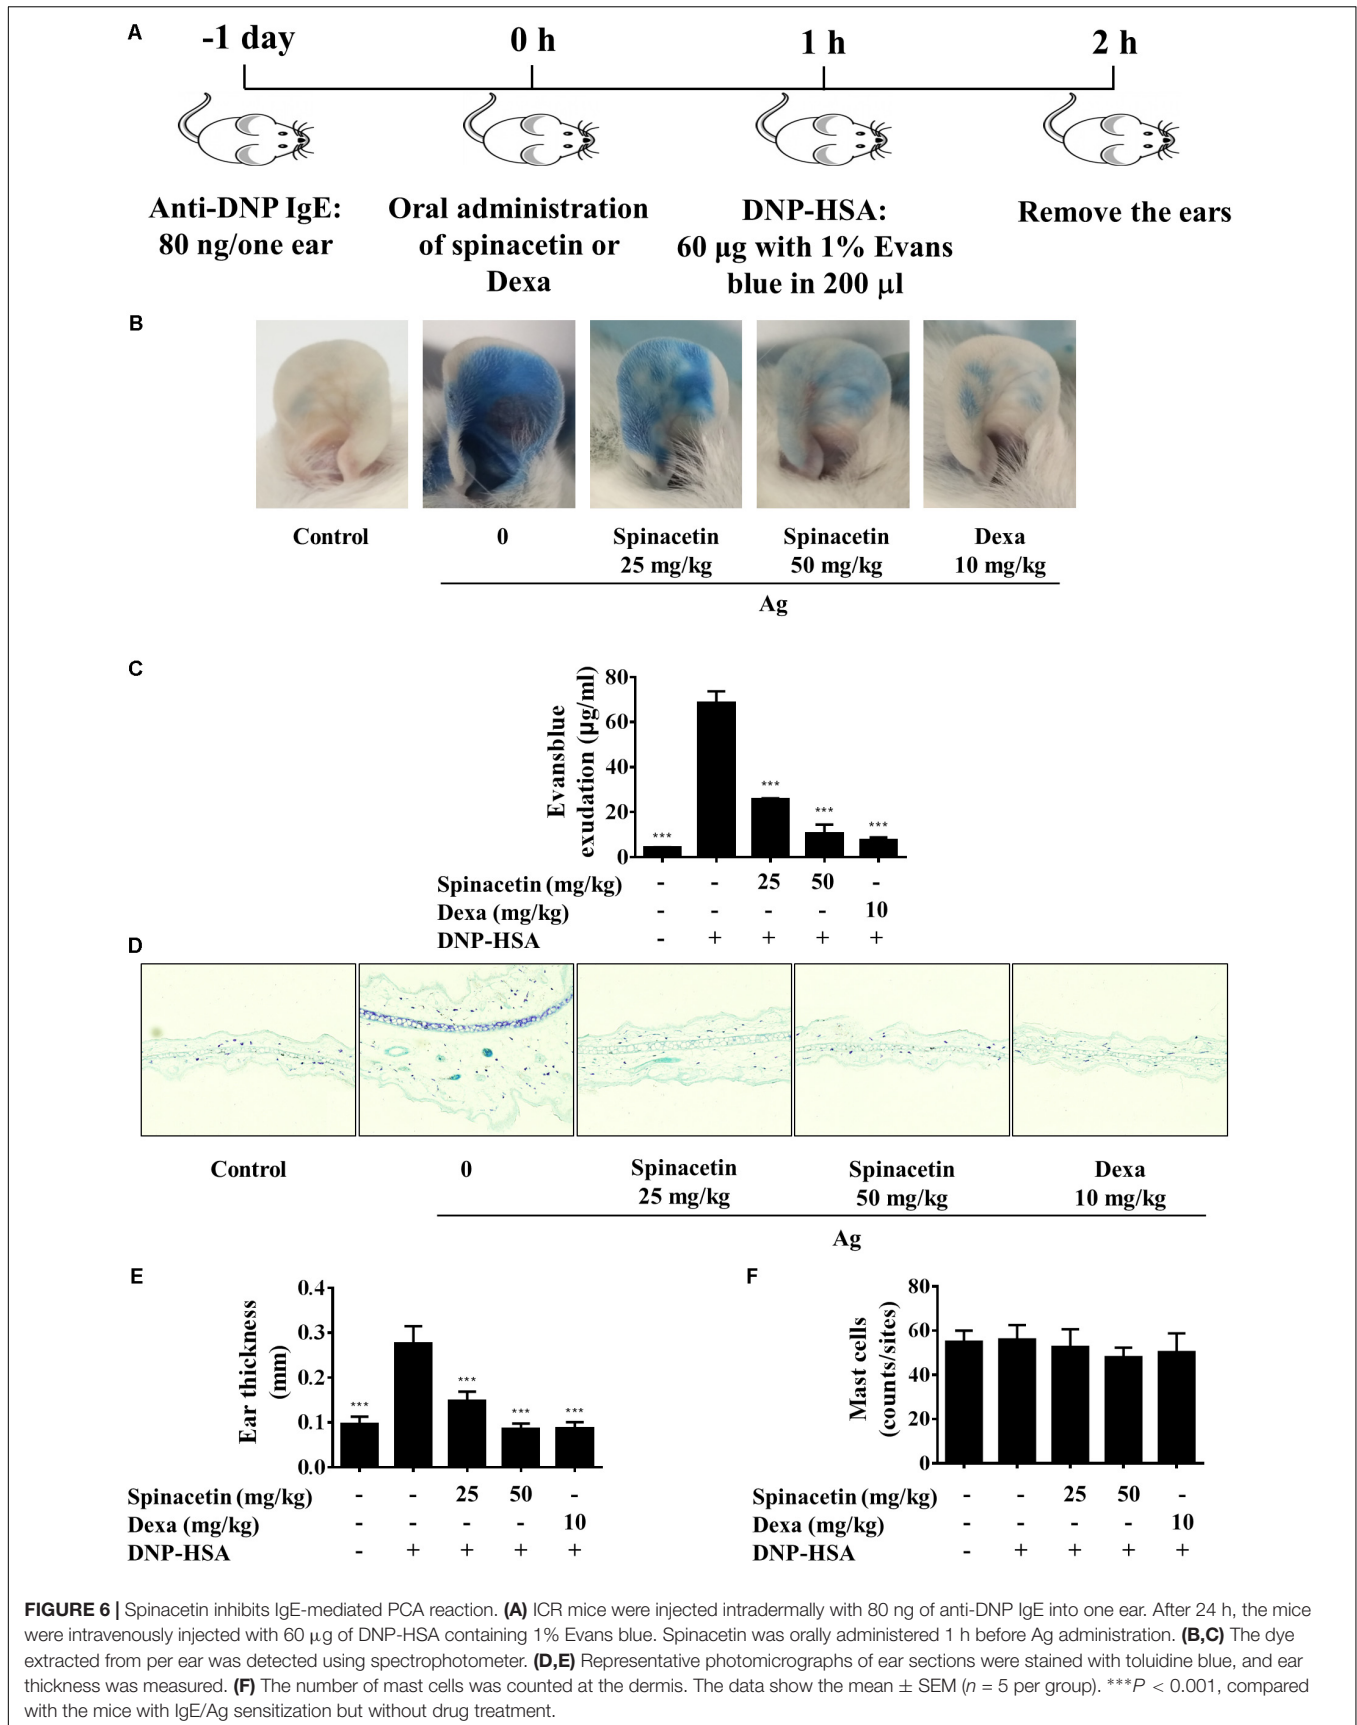 A
-1 day 0 h 1 h 2 h
Anti-DNP IgE:
80 ng/one ear
Oral administration
of spinacetin or
Dexa
DNP-HSA:
60 μg with 1% Evans
blue in 200 μl
Remove the ears
B
Control 0 Spinacetin Spinacetin Dexa
25 mg/kg 50 mg/kg 10 mg/kg
Ag
C
Evansblue
exudation (μg/ml)
80
60
40
20
0
*** *** *** ***
Spinacetin (mg/kg) - - 25 50 -
Dexa (mg/kg) - - - - 10
DNP-HSA - + + + +
D
Control 0 Spinacetin Spinacetin Dexa
25 mg/kg 50 mg/kg 10 mg/kg
Ag
E
Ear thickness
(mm)
0.4
0.3
0.2
0.1
0.0
*** *** *** ***
Spinacetin (mg/kg) - - 25 50 -
Dexa (mg/kg) - - - - 10
DNP-HSA - + + + +
F
Mast cells
(counts/sites)
80
60
40
20
0
Spinacetin (mg/kg) - - 25 50 -
Dexa (mg/kg) - - - - 10
DNP-HSA - + + + +
FIGURE 6 | Spinacetin inhibits IgE-mediated PCA reaction. (A) ICR mice were injected intradermally with 80 ng of anti-DNP IgE into one ear. After 24 h, the mice
were intravenously injected with 60 μg of DNP-HSA containing 1% Evans blue. Spinacetin was orally administered 1 h before Ag administration. (B,C) The dye
extracted from per ear was detected using spectrophotometer. (D,E) Representative photomicrographs of ear sections were stained with toluidine blue, and ear
thickness was measured. (F) The number of mast cells was counted at the dermis. The data show the mean ± SEM (n = 5 per group). ***P < 0.001, compared
with the mice with IgE/Ag sensitization but without drug treatment.